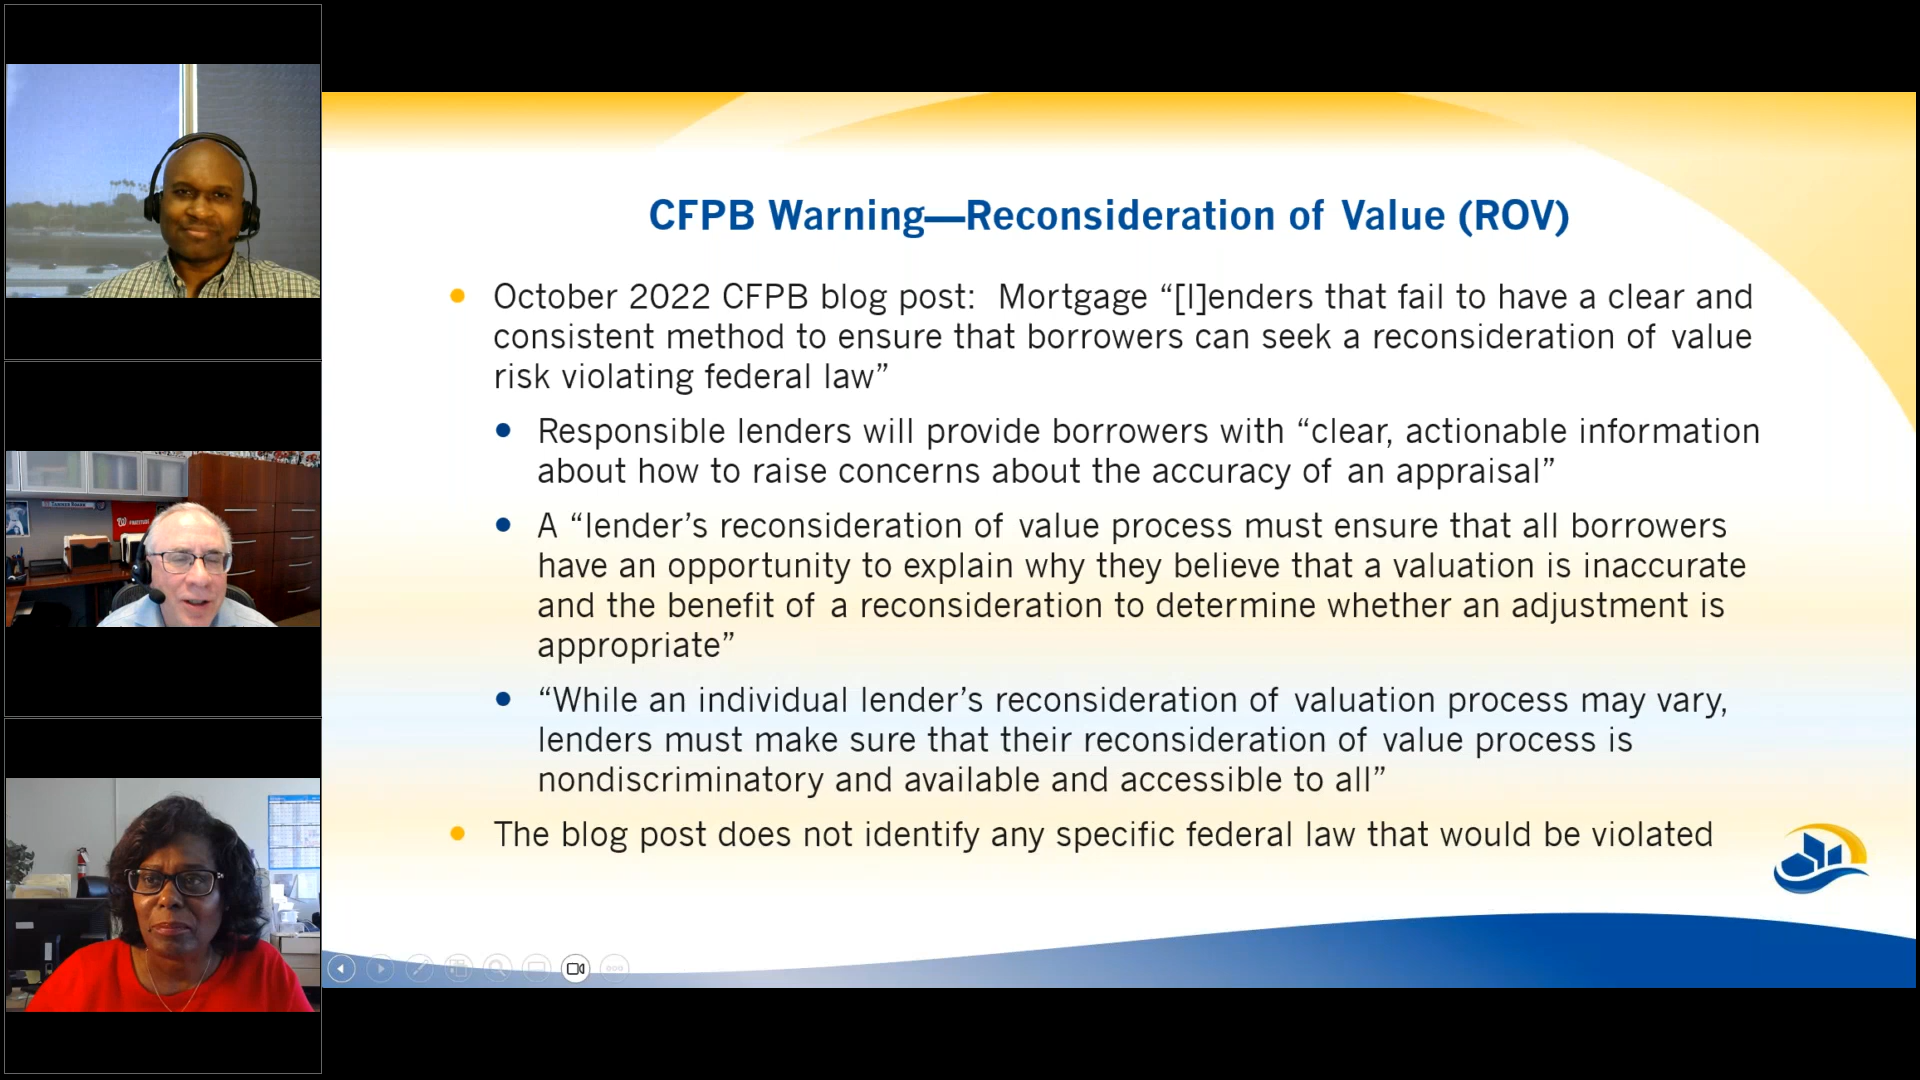 CFPB Warning—Reconsideration of Value (ROV)
October 2022 CFPB blog post:  Mortgage “[l]enders that fail to have a clear and
consistent method to ensure that borrowers can seek a reconsideration of value
risk violating federal law”
Responsible lenders will provide borrowers with “clear, actionable information
about how to raise concerns about the accuracy of an appraisal”
A “lender’s reconsideration of value process must ensure that all borrowers
have an opportunity to explain why they believe that a valuation is inaccurate
and the benefit of a reconsideration to determine whether an adjustment is
appropriate”
“While an individual lender’s reconsideration of valuation process may vary,
lenders must make sure that their reconsideration of value process is
nondiscriminatory and available and accessible to all”
The blog post does not identify any specific federal law that would be violated